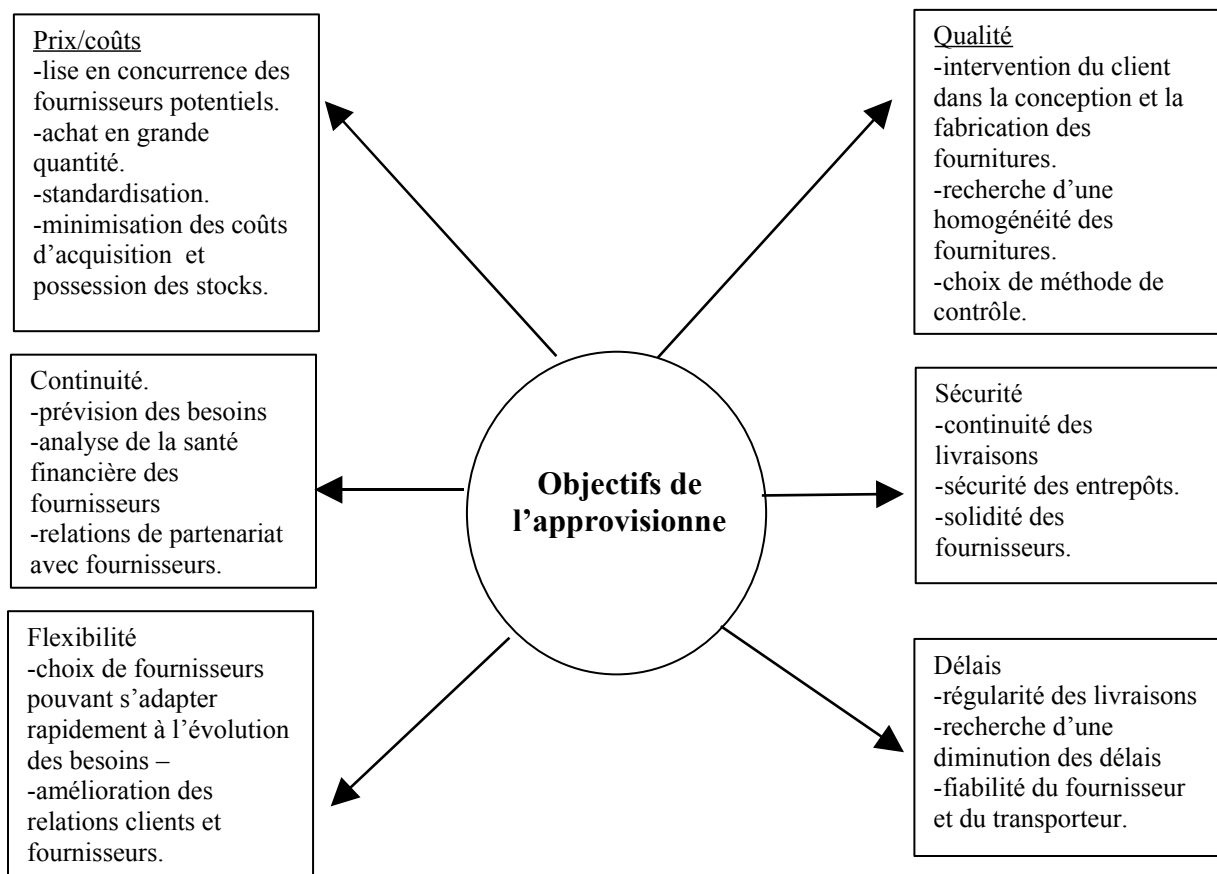 Prix/coûts
-lise en concurrence des
fournisseurs potentiels.
-achat en grande
quantité.
-standardisation.
-minimisation des coûts
d’acquisition  et
possession des stocks.
Qualité
-intervention du client
dans la conception et la
fabrication des
fournitures.
-recherche d’une
homogénéité des
fournitures.
-choix de méthode de
contrôle.
Continuité.
-prévision des besoins
-analyse de la santé
financière des
fournisseurs
-relations de partenariat
avec fournisseurs.
Objectifs de
l’approvisionne
Sécurité
-continuité des
livraisons
-sécurité des entrepôts.
-solidité des
fournisseurs.
Flexibilité
-choix de fournisseurs
pouvant s’adapter
rapidement à l’évolution
des besoins –
-amélioration des
relations clients et
fournisseurs.
Délais
-régularité des livraisons
-recherche d’une
diminution des délais
-fiabilité du fournisseur
et du transporteur.